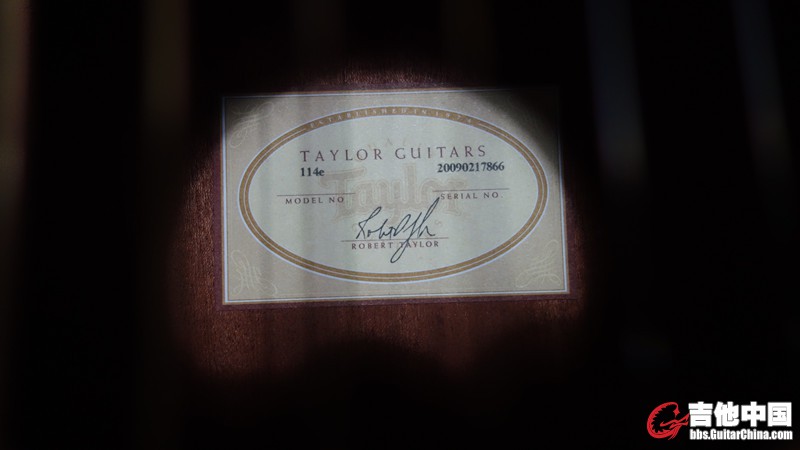 ESTABLISHED IN 1974
TAYLOR GUITARS
114e 20090217866
MODEL NO. SERIAL NO.
Taylor
ROBERT TAYLOR
吉他中国
bbs.GuitarChina.com